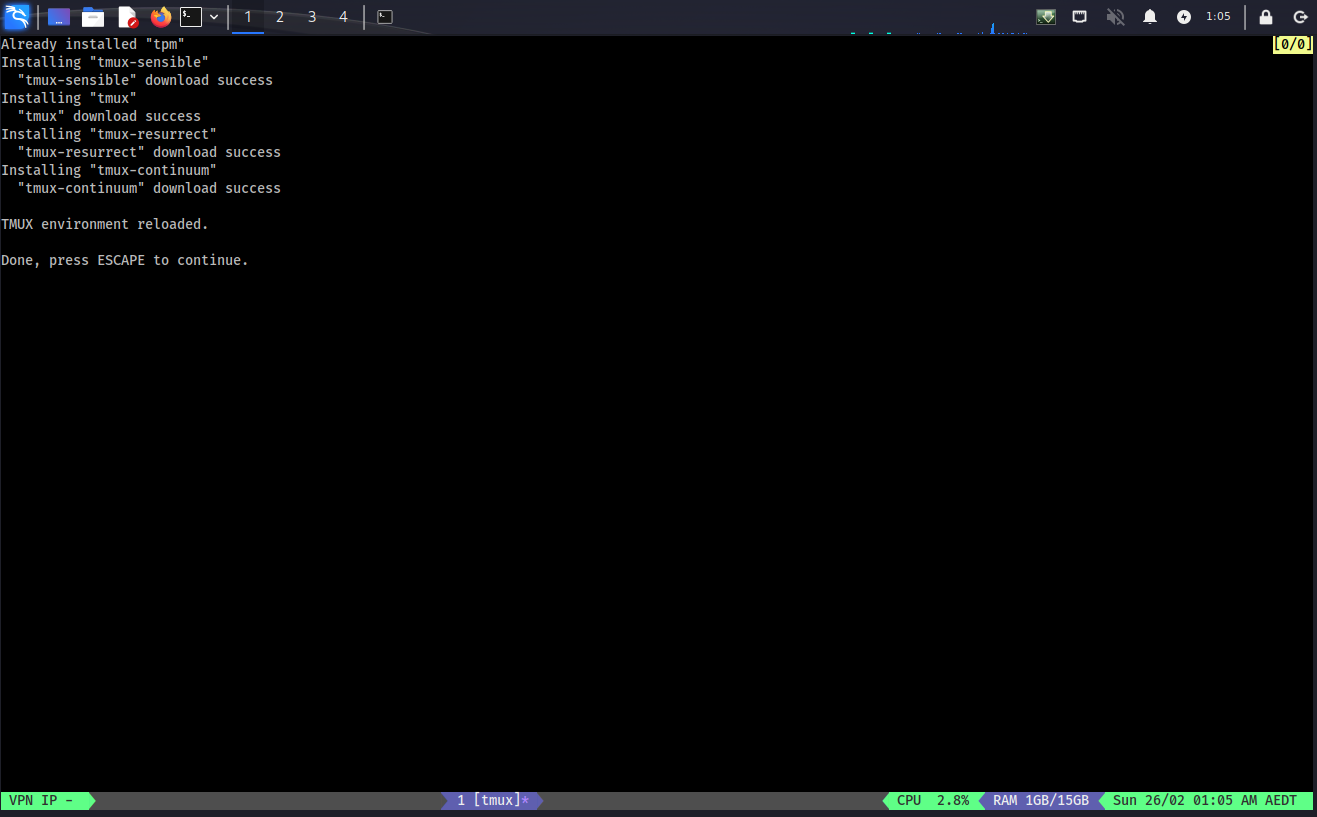 1 2 3 4 1:05
Already installed "tpm" [0/0]
Installing "tmux-sensible"
"tmux-sensible" download success
Installing "tmux"
"tmux" download success
Installing "tmux-resurrect"
"tmux-resurrect" download success
Installing "tmux-continuum"
"tmux-continuum" download success
TMUX environment reloaded.
Done, press ESCAPE to continue.
VPN IP - 1 [tmux]* CPU 2.8% RAM 1GB/15GB Sun 26/02 01:05 AM AEDT